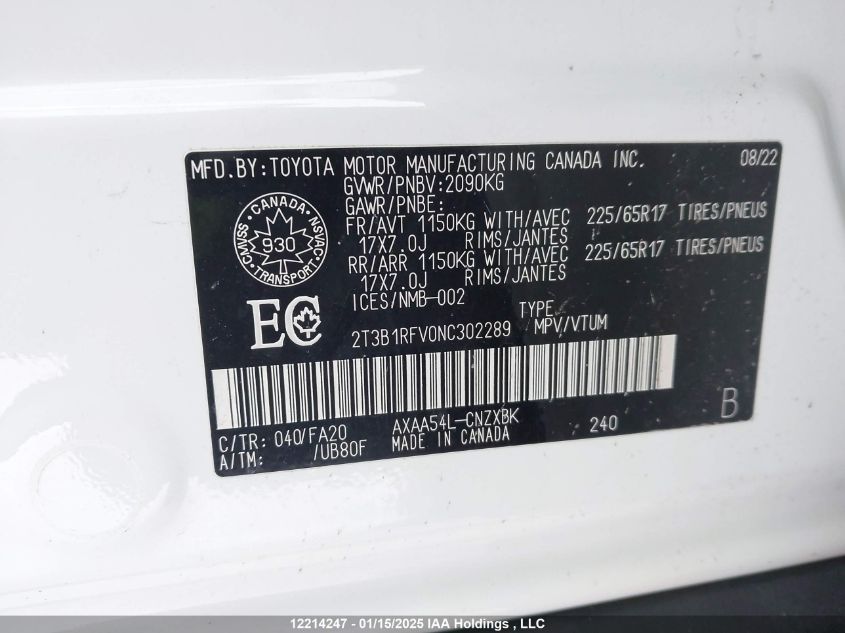 MFD.BY:TOYOTA MOTOR MANUFACTURING CANADA INC. 08/22
GVWR/PNBV:2090KG
GAWR/PNBE:
FR/AVT 1150KG WITH/AVEC 225/65R17 TIRES/PNEUS
17X7.0J RIMS/JANTES
RR/ARR 1150KG WITH/AVEC 225/65R17 TIRES/PNEUS
17X7.0J RIMS/JANTES
ICES/NMB-002
CANADA
CMVSS 930 NSVAC
TRANSPORT
EC
TYPE
2T3B1RFV0NC302289 MPV/VTUM
C/TR: 040/FA20 AXAA54L-CNZXBK 240 B
A/TM: /UB80F MADE IN CANADA
12214247 - 01/15/2025 IAA Holdings , LLC